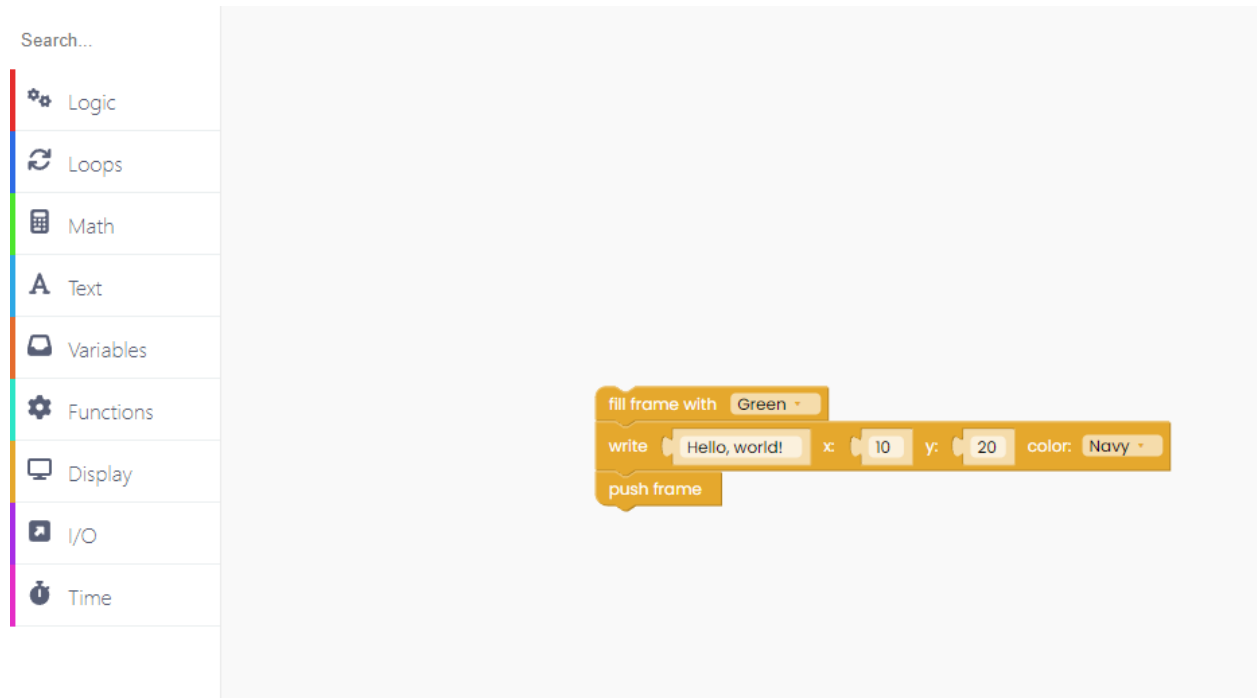 Search...
Logic
Loops
Math
Text
Variables
Functions
Display
I/O
Time
fill frame with Green
write Hello, world! x: 10 y: 20 color: Navy
push frame